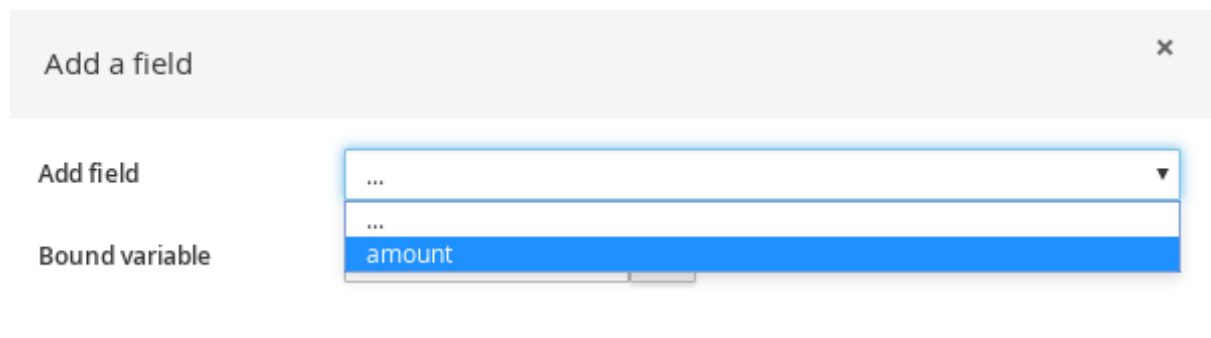 Add a field
×
Add field
...
...
amount
Bound variable